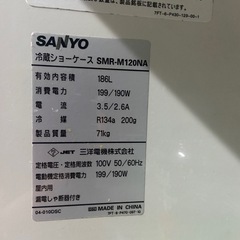 SANYO
冷蔵ショーケース SMR-M120NA
有効内容量 186L
消費電力 199/190W
電流 3.5/2.6A
冷媒 R134a 200g
質量 71kg
JET 三洋電機株式会社
定格電圧・定格周波数 100V 50/60Hz
電動機定格消費電力 199/190W
屋内用
漏電しゃ断器付き
04-010DSC
MADE IN CHINA